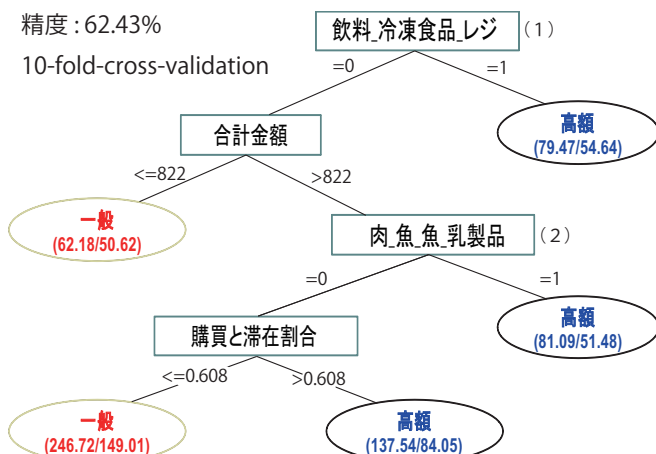 精度 : 62.43%
10-fold-cross-validation
飲料_冷凍食品_レジ (1)
=0
=1
合計金額
高額
(79.47/54.64)
<=822
>822
一般
(62.18/50.62)
肉_魚_魚_乳製品 (2)
=0
=1
購買と滞在割合
高額
(81.09/51.48)
<=0.608
>0.608
一般
(246.72/149.01)
高額
(137.54/84.05)